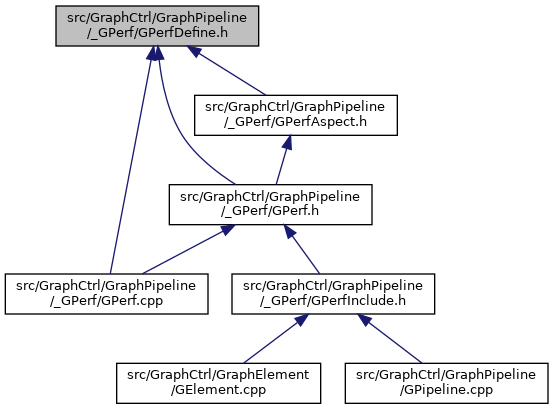 src/GraphCtrl/GraphPipeline
/_GPerf/GPerfDefine.h
src/GraphCtrl/GraphPipeline
/_GPerf/GPerfAspect.h
src/GraphCtrl/GraphPipeline
/_GPerf/GPerf.h
src/GraphCtrl/GraphPipeline
/_GPerf/GPerf.cpp
src/GraphCtrl/GraphPipeline
/_GPerf/GPerfInclude.h
src/GraphCtrl/GraphElement
/GElement.cpp
src/GraphCtrl/GraphPipeline
/GPipeline.cpp